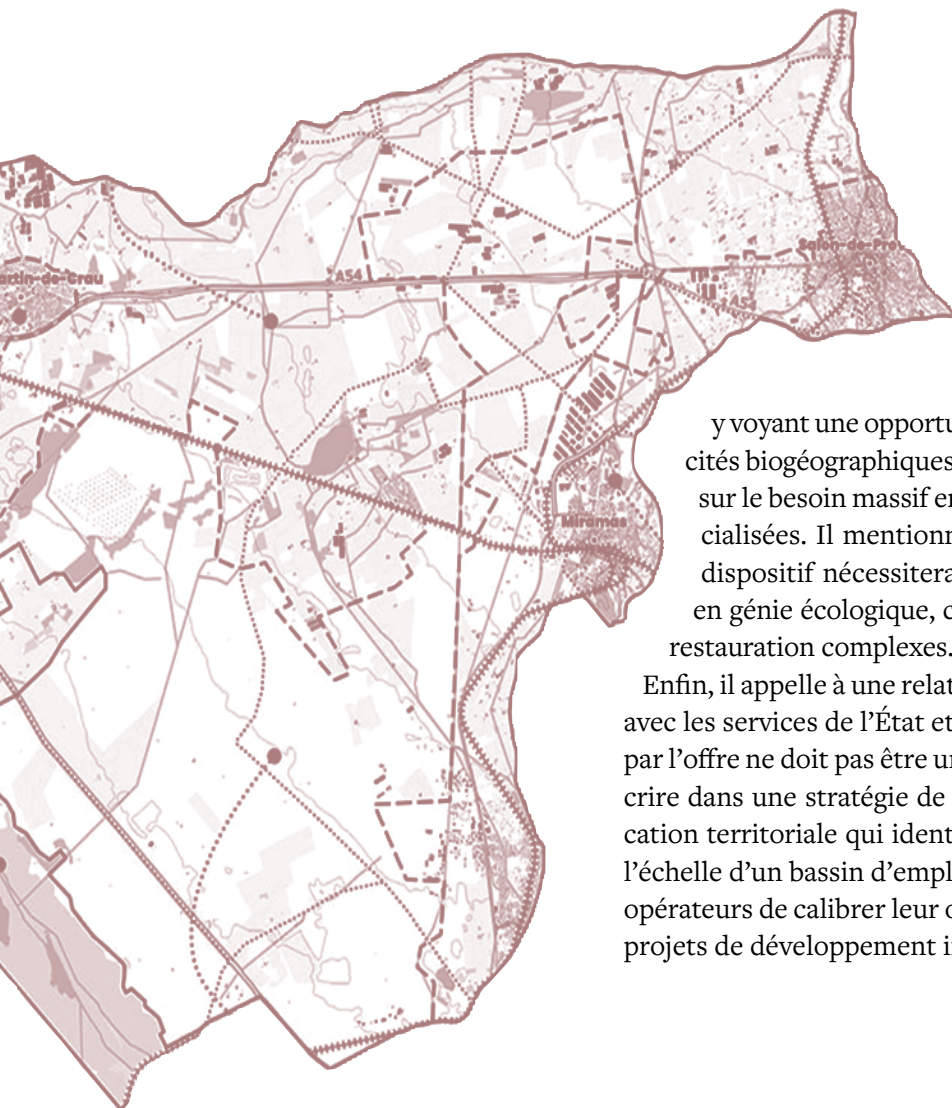 A54
Salon-de-Pro
artin-de-Crau
A54
Miramas
y voyant une opportu
cités biogéographiques
sur le besoin massif en
cialisées. Il mentionn
dispositif nécessitera
en génie écologique, c
restauration complexes.
Enfin, il appelle à une relat
avec les services de l’État et
par l’offre ne doit pas être un
crire dans une stratégie de
cation territoriale qui ident
l’échelle d’un bassin d’empl
opérateurs de calibrer leur o
projets de développement i